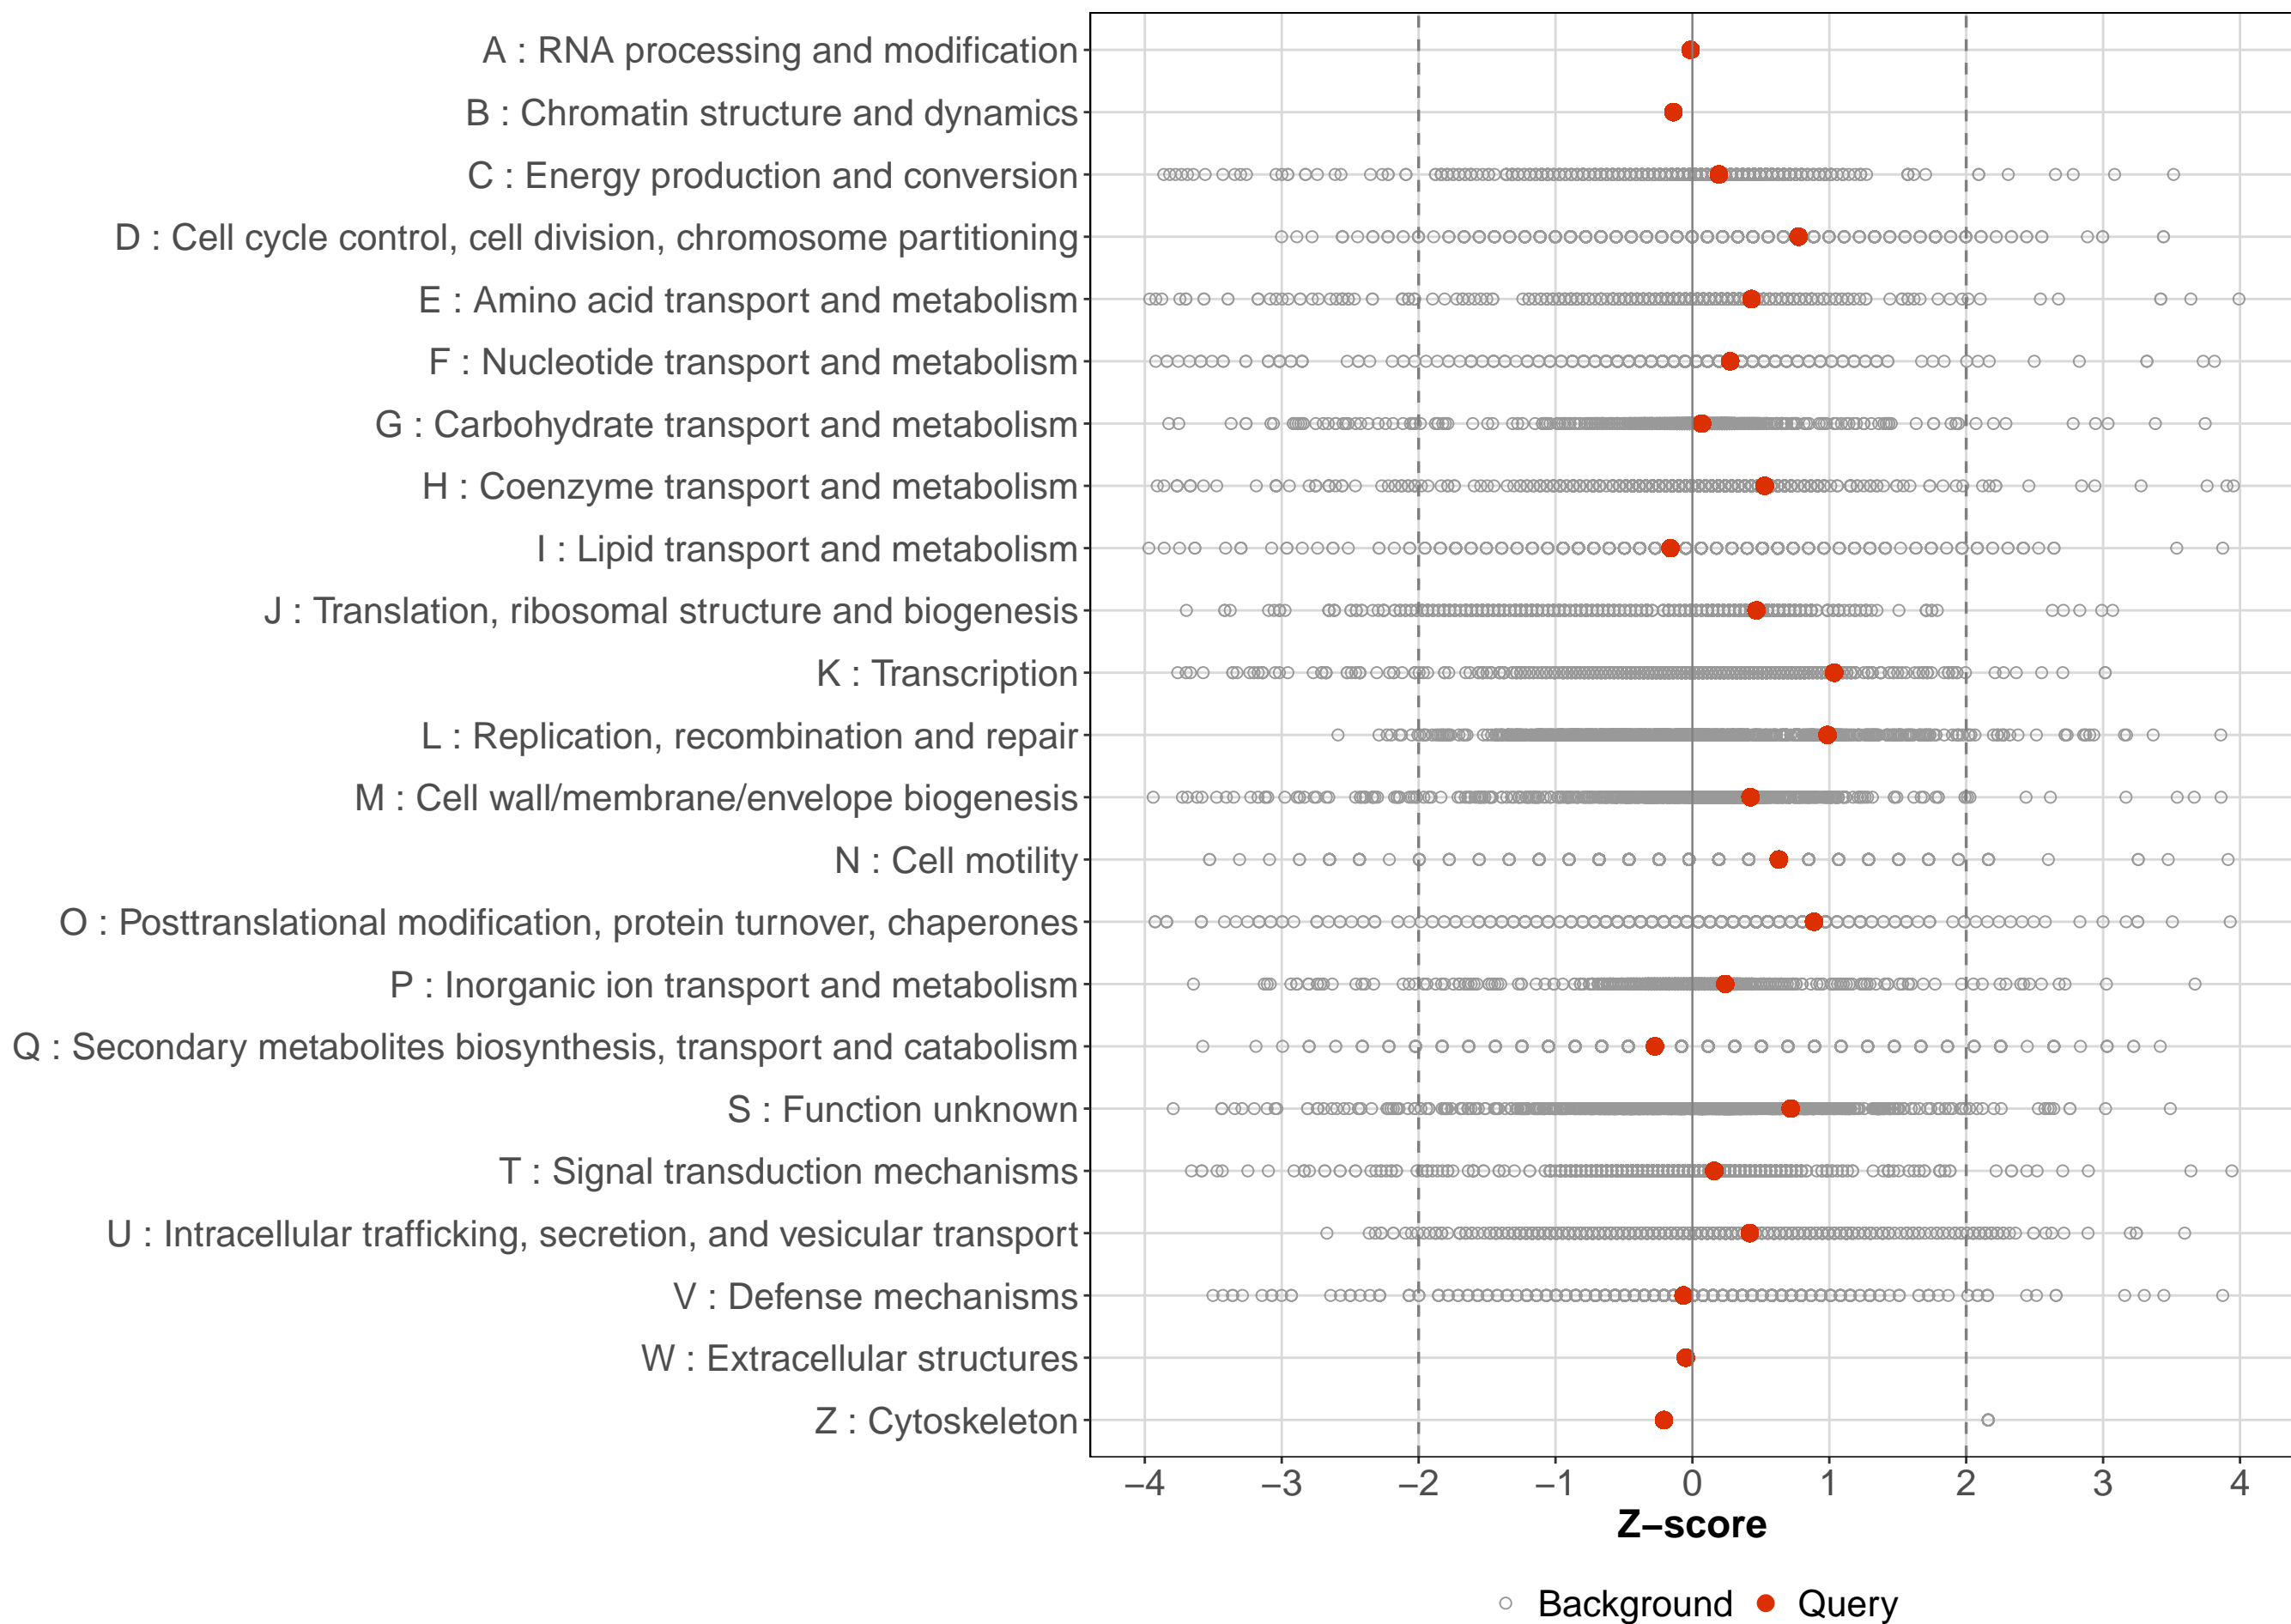 A : RNA processing and modification
B : Chromatin structure and dynamics
C : Energy production and conversion
D : Cell cycle control, cell division, chromosome partitioning
E : Amino acid transport and metabolism
F : Nucleotide transport and metabolism
G : Carbohydrate transport and metabolism
H : Coenzyme transport and metabolism
I : Lipid transport and metabolism
J : Translation, ribosomal structure and biogenesis
K : Transcription
L : Replication, recombination and repair
M : Cell wall/membrane/envelope biogenesis
N : Cell motility
O : Posttranslational modification, protein turnover, chaperones
P : Inorganic ion transport and metabolism
Q : Secondary metabolites biosynthesis, transport and catabolism
S : Function unknown
T : Signal transduction mechanisms
U : Intracellular trafficking, secretion, and vesicular transport
V : Defense mechanisms
W : Extracellular structures
Z : Cytoskeleton
−4 −3 −2 −1 0 1 2 3 4
Z−score
Background Query